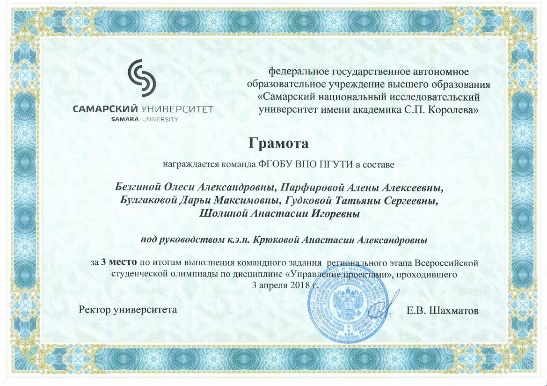 САМАРСКИЙ УНИВЕРСИТЕТ
SAMARA UNIVERSITY
федеральное государственное автономное
образовательное учреждение высшего образования
«Самарский национальный исследовательский
университет имени академика С.П. Королева»
Грамота
награждается команда ФГОБУ ВПО ПГУТИ в составе
Безгиной Олеси Александровны, Парфировой Алены Алексеевны,
Булгаковой Дарьи Максимовны, Гудковой Татьяны Сергеевны,
Шолиной Анастасии Игоревны
под руководством к.э.н. Крюковой Анастасии Александровны
за 3 место по итогам выполнения командного задания регионального этапа Всероссийской
студенческой олимпиады по дисциплине «Управление проектами», проходившего
3 апреля 2018 г.
Ректор университета
Е.В. Шахматов